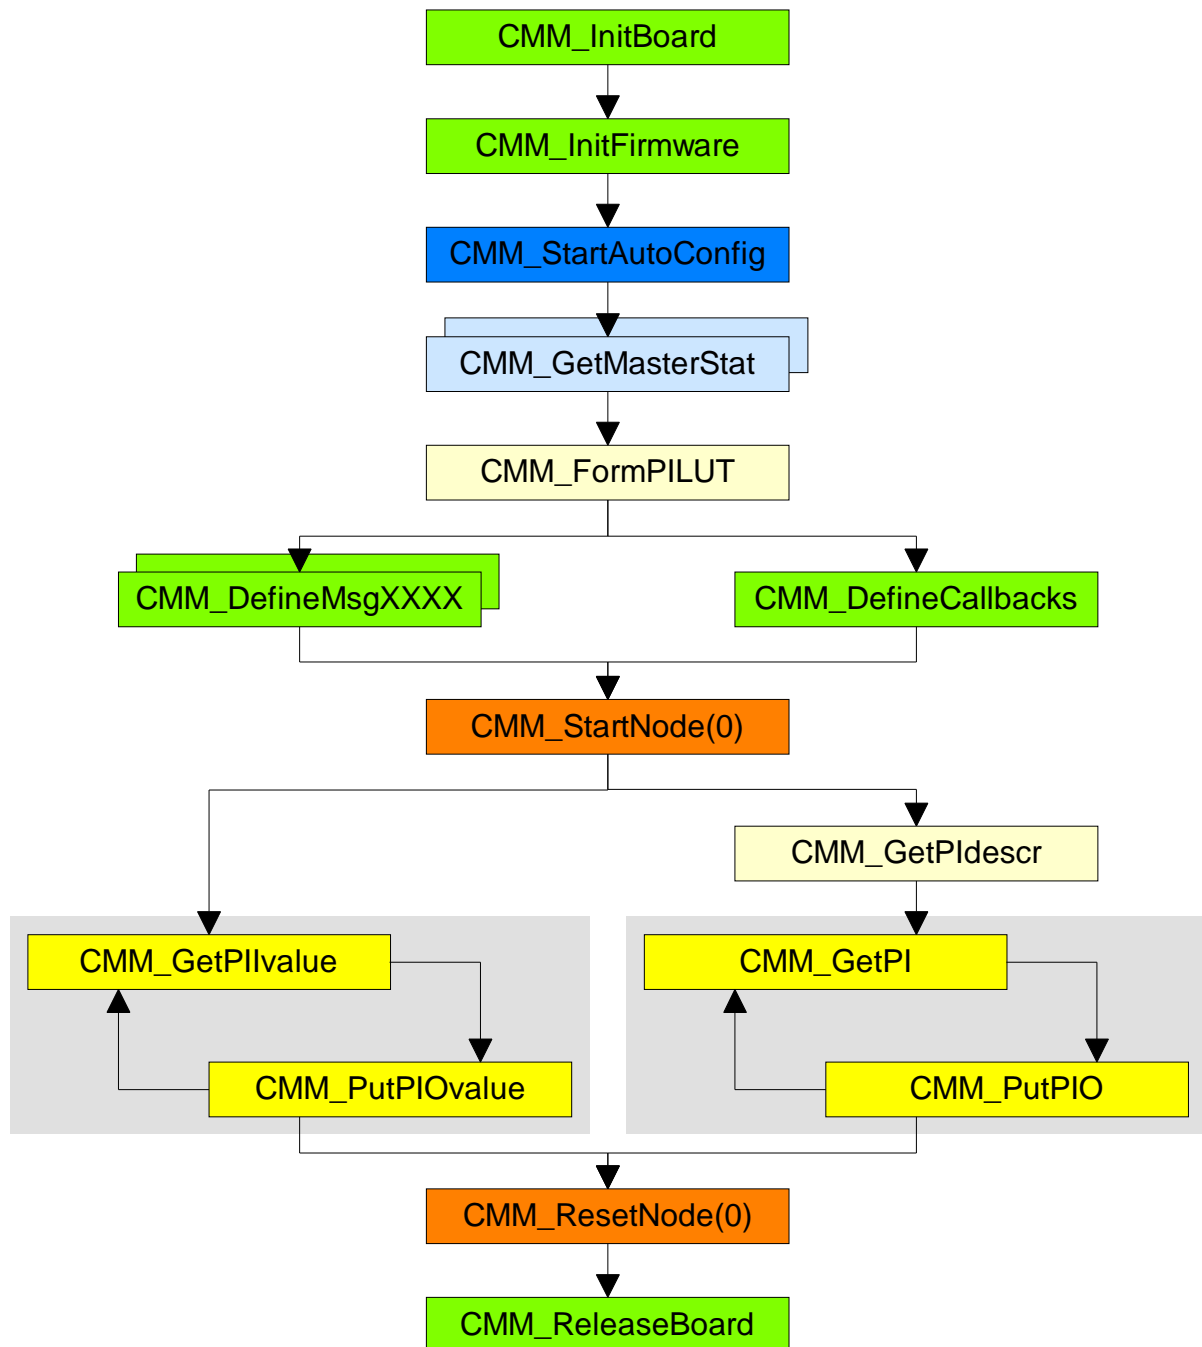 CMM_InitBoard
CMM_InitFirmware
CMM_StartAutoConfig
CMM_GetMasterStat
CMM_FormPILUT
CMM_DefineMsgXXXX
CMM_DefineCallbacks
CMM_StartNode(0)
CMM_GetPIdescr
CMM_GetPIIvalue
CMM_GetPI
CMM_PutPIOvalue
CMM_PutPIO
CMM_ResetNode(0)
CMM_ReleaseBoard